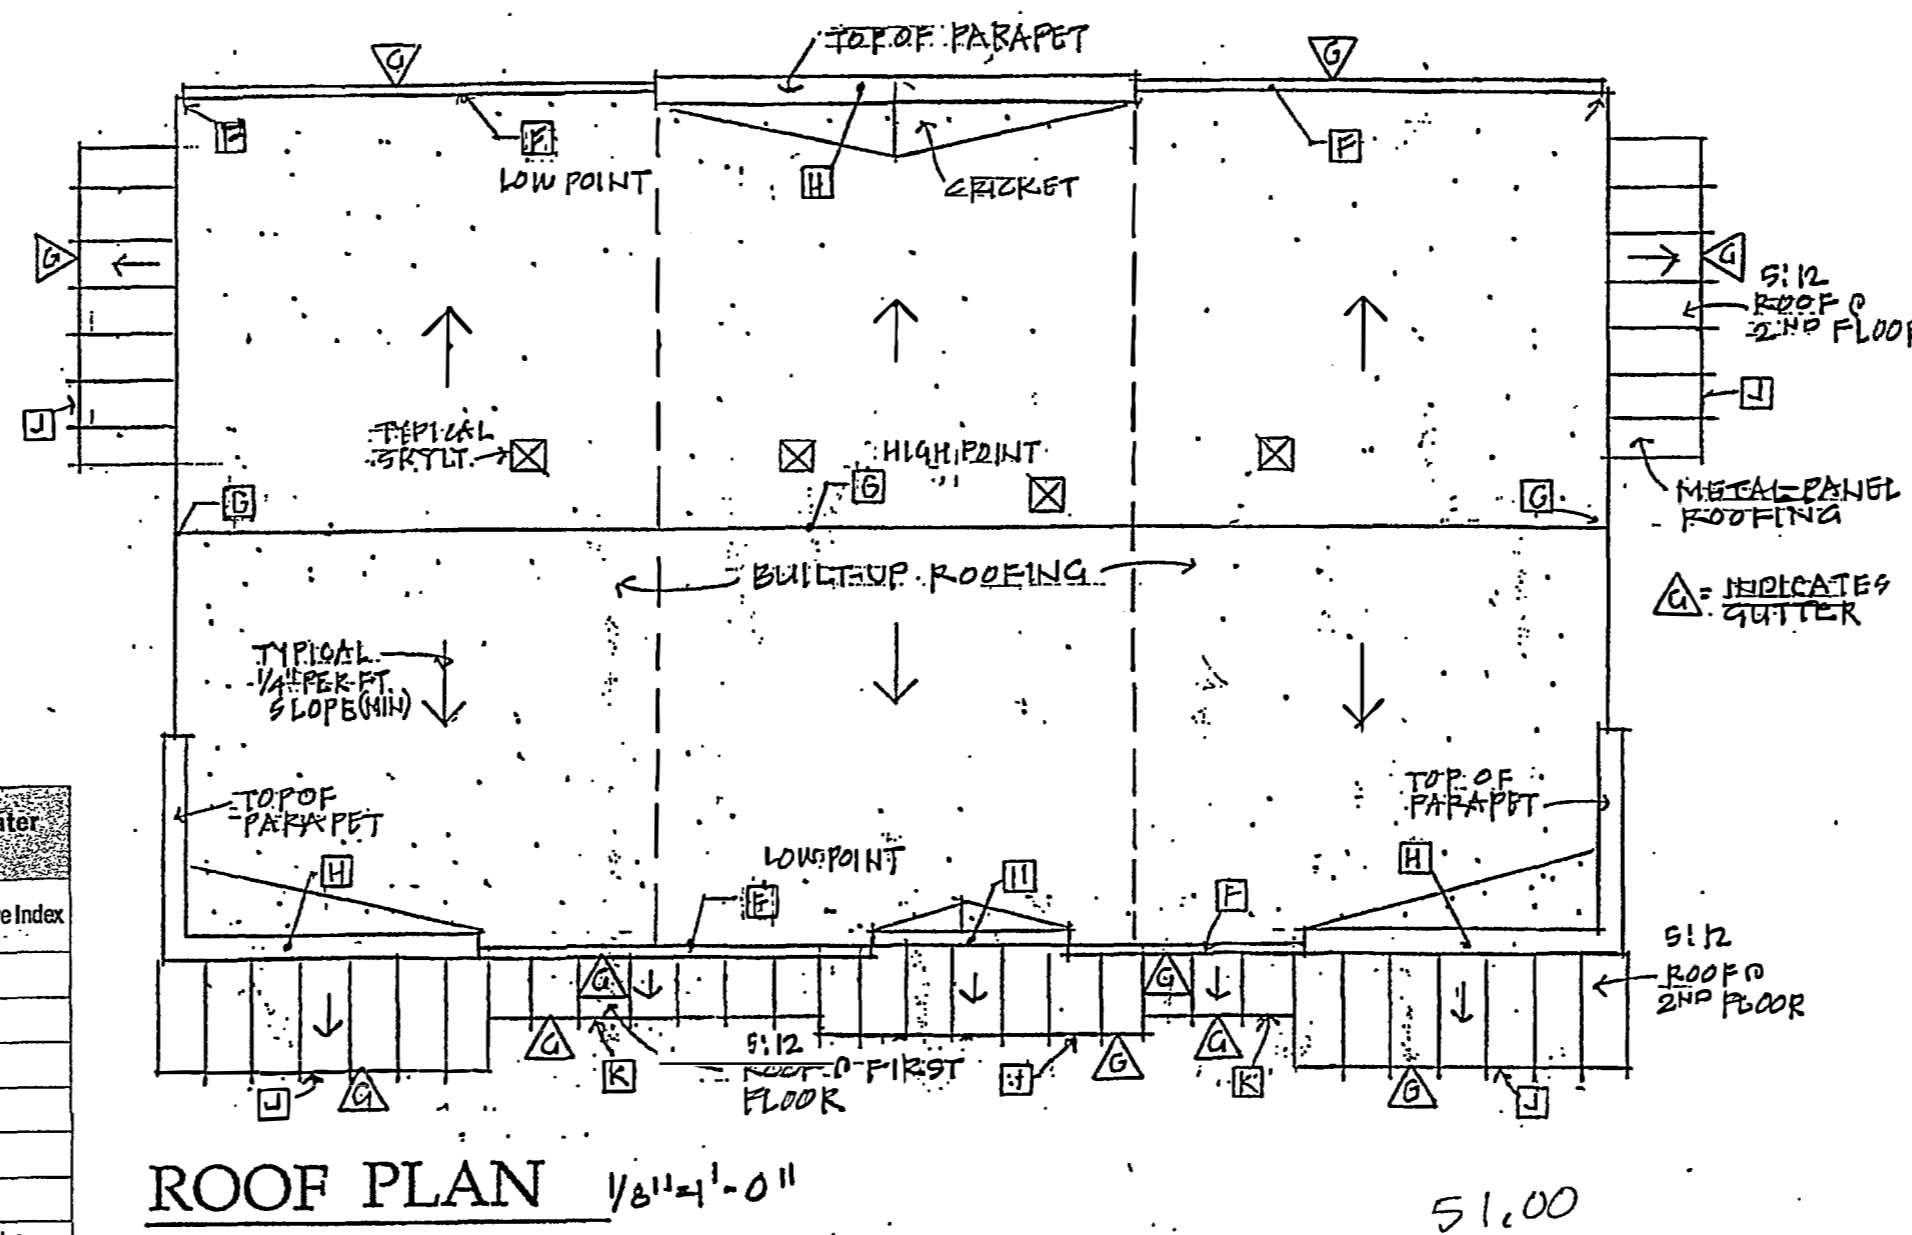 TOP OF PARAPET
G
G
F
F
LOW POINT
H
CRICKET
F
G
G
5:12
ROOF @
2ND FLOOR
J
TYPICAL
SKYLT.
HIGH POINT
J
G
G
G
METAL PANEL
ROOFING
BUILT-UP ROOFING
G = INDICATES
GUTTER
TYPICAL
1/4" PER FT.
SLOPE (MIN)
TOP OF
PARAPET
TOP OF
PARAPET
LOW POINT
H
H
F
F
H
re Index
5:12
ROOF @
2ND FLOOR
G
G
G
G
5:12
ROOF @ FIRST
FLOOR
K
J
G
G
K
J
G
J
ROOF PLAN 1/8"=1'-0"
51.00